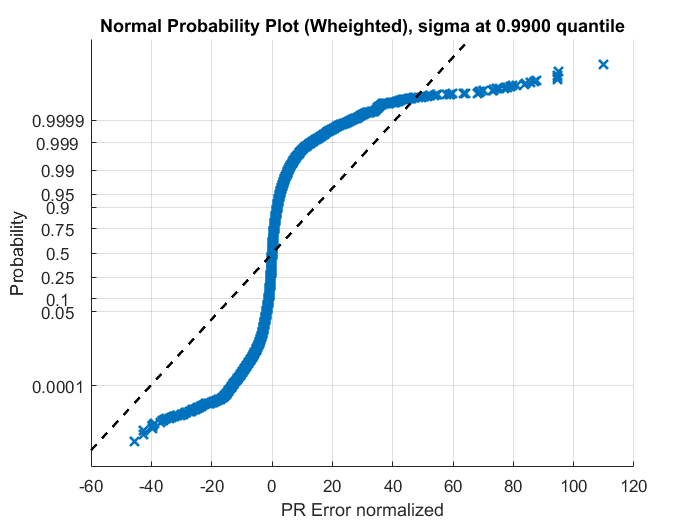 Normal Probability Plot (Wheighted), sigma at 0.9900 quantile
Probability
0.9999
0.999
0.99
0.95
0.9
0.75
0.5
0.25
0.1
0.05
0.0001
-60 -40 -20 0 20 40 60 80 100 120
PR Error normalized